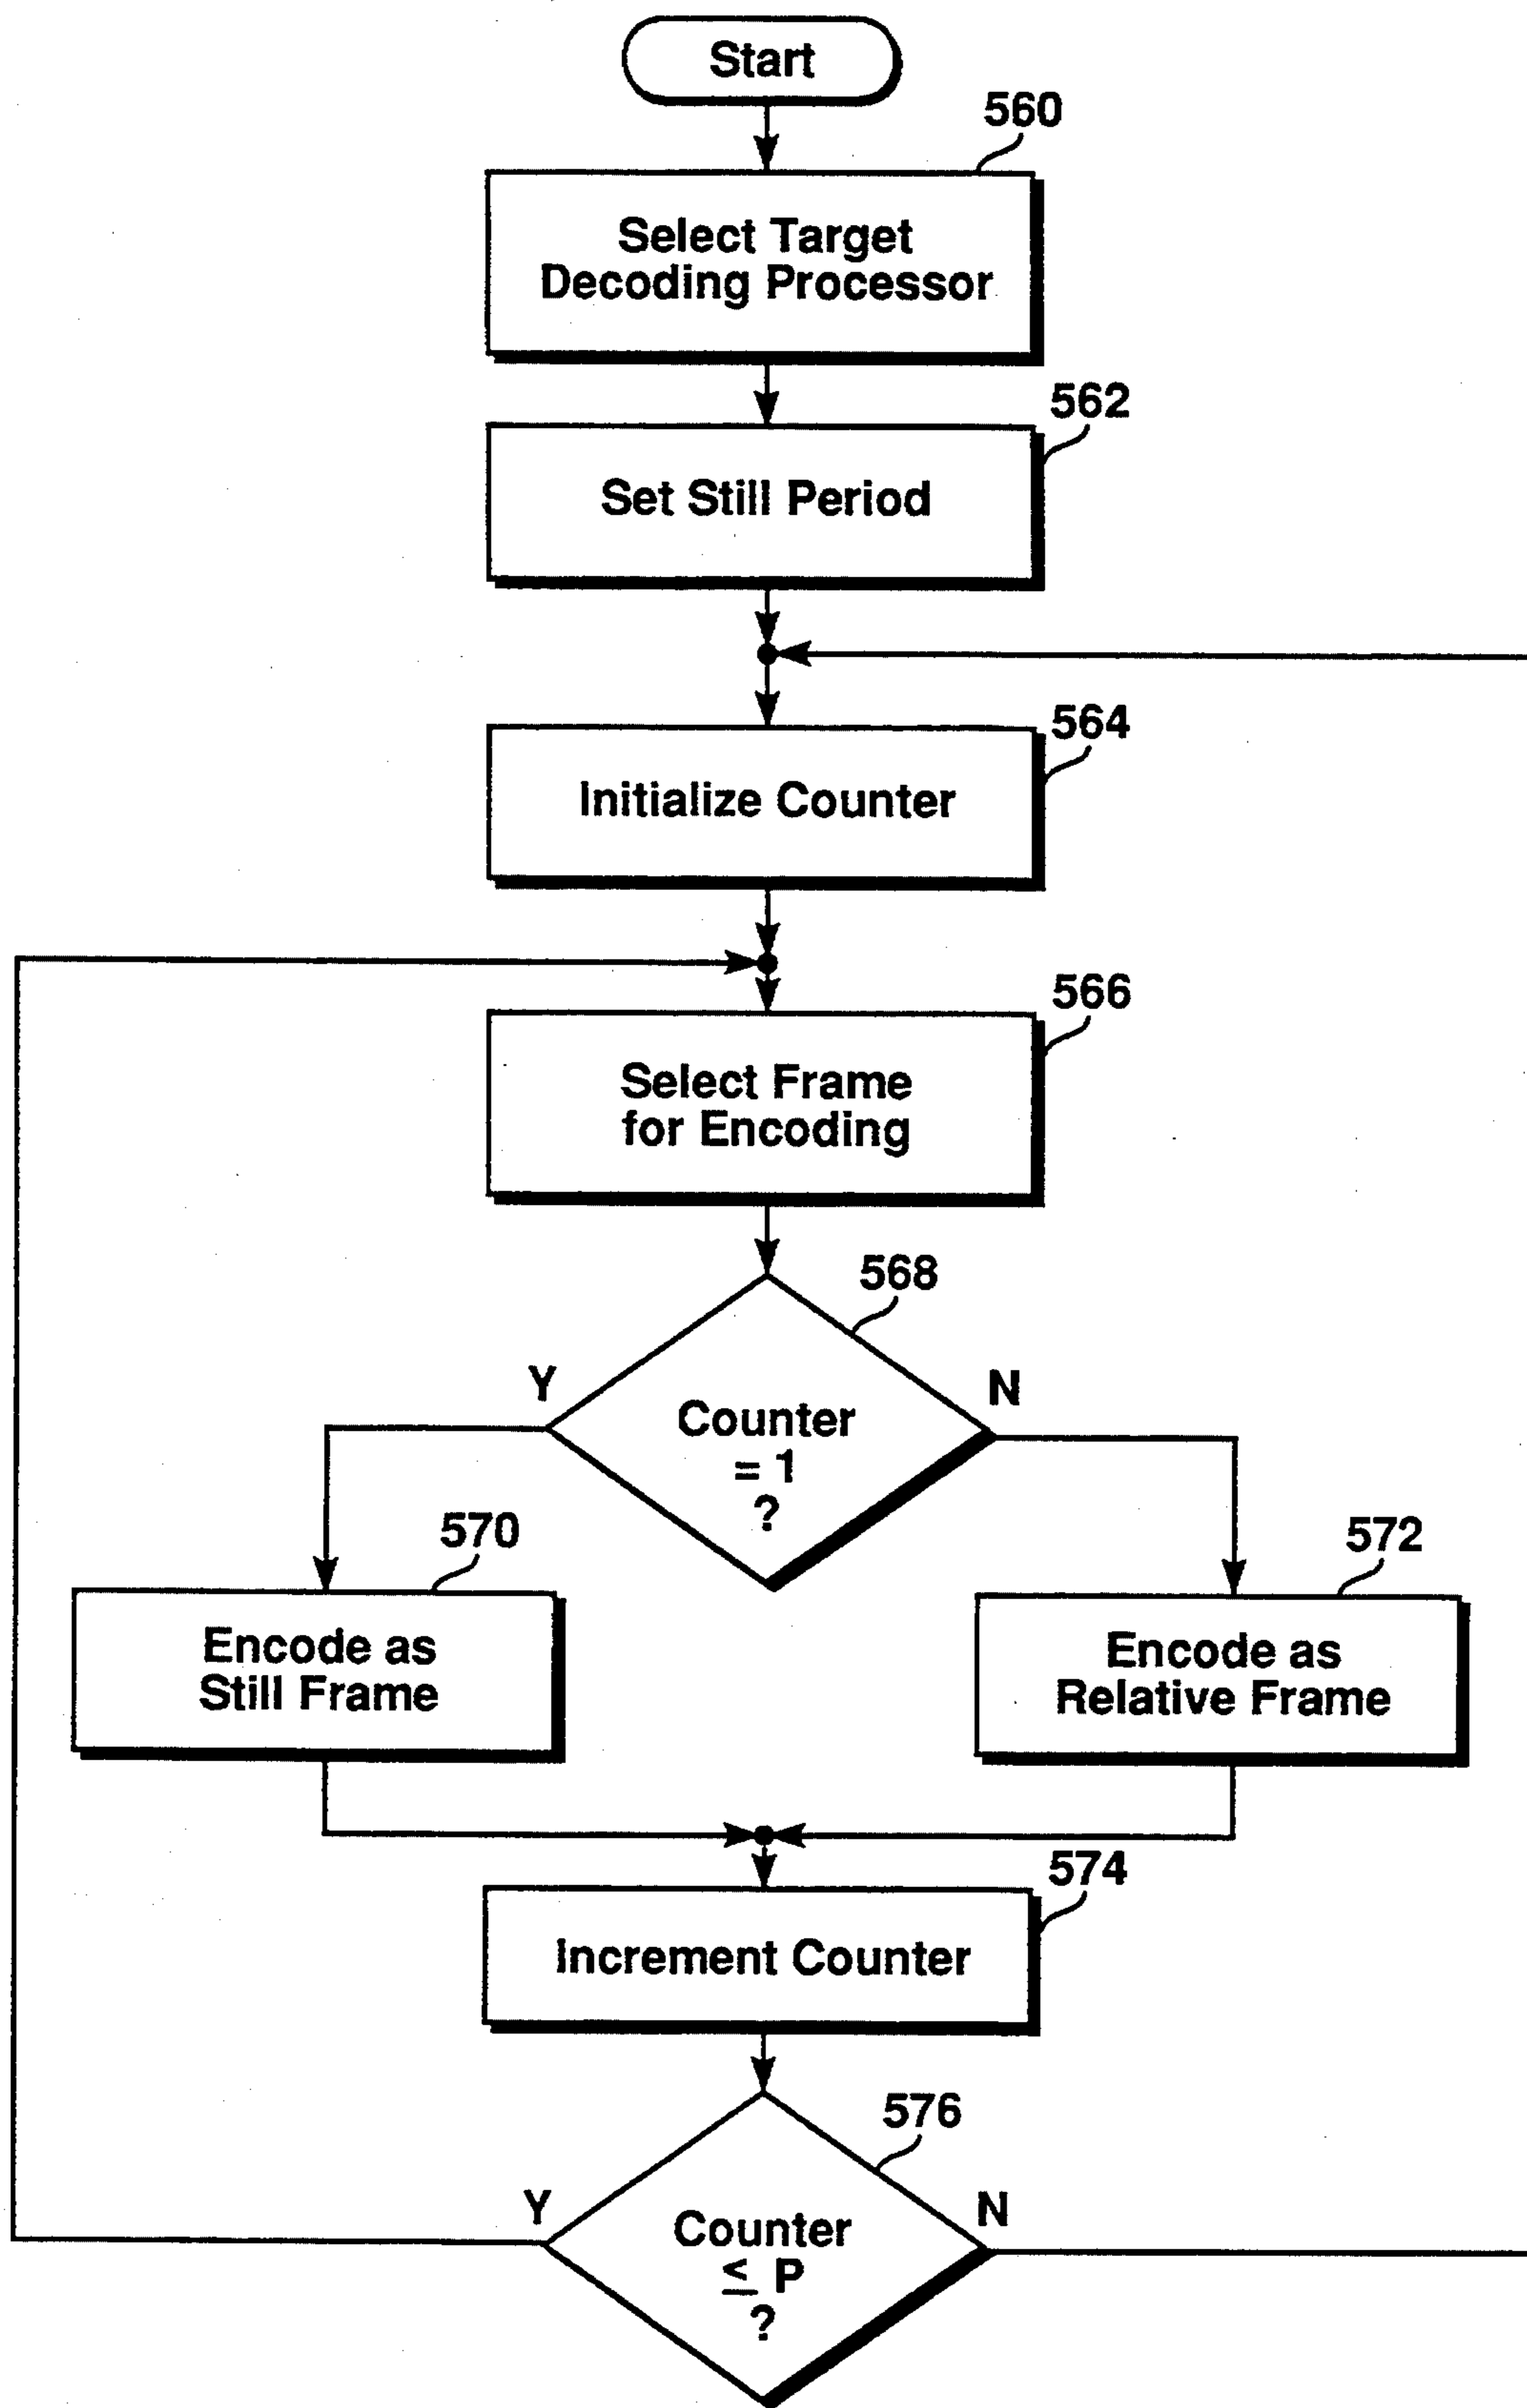 Start
560
Select Target
Decoding Processor
562
Set Still Period
564
Initialize Counter
566
Select Frame
for Encoding
568
Y
N
Counter
= 1
?
570
572
Encode as
Still Frame
Encode as
Relative Frame
574
Increment Counter
576
Y
N
Counter
≤ P
?